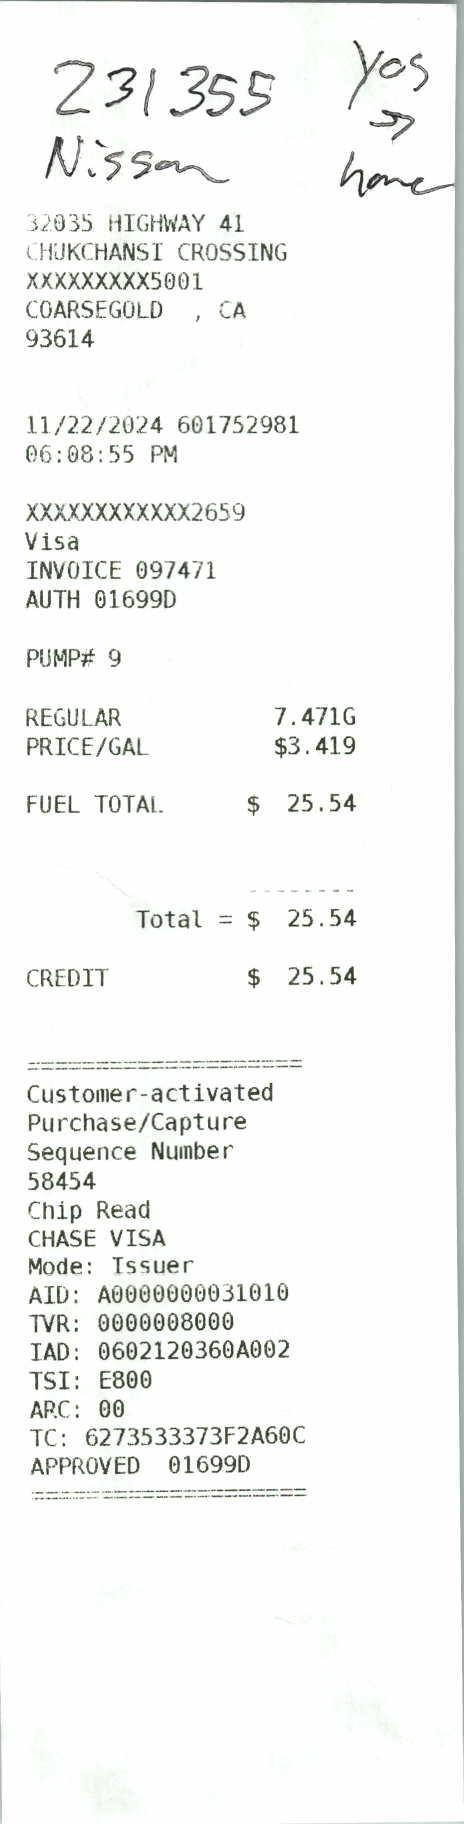 231355
Nissan
yos
→
home
32035 HIGHWAY 41
CHUKCHANSI CROSSING
XXXXXXXXX5001
COARSEGOLD , CA
93614
11/22/2024 601752981
06:08:55 PM
XXXXXXXXXXXX2659
Visa
INVOICE 097471
AUTH 01699D
PUMP# 9
REGULAR 7.471G
PRICE/GAL $3.419
FUEL TOTAL $ 25.54
--------
Total = $ 25.54
CREDIT $ 25.54
====================
Customer-activated
Purchase/Capture
Sequence Number
58454
Chip Read
CHASE VISA
Mode: Issuer
AID: A0000000031010
TVR: 0000008000
IAD: 0602120360A002
TSI: E800
ARC: 00
TC: 6273533373F2A60C
APPROVED 01699D
====================